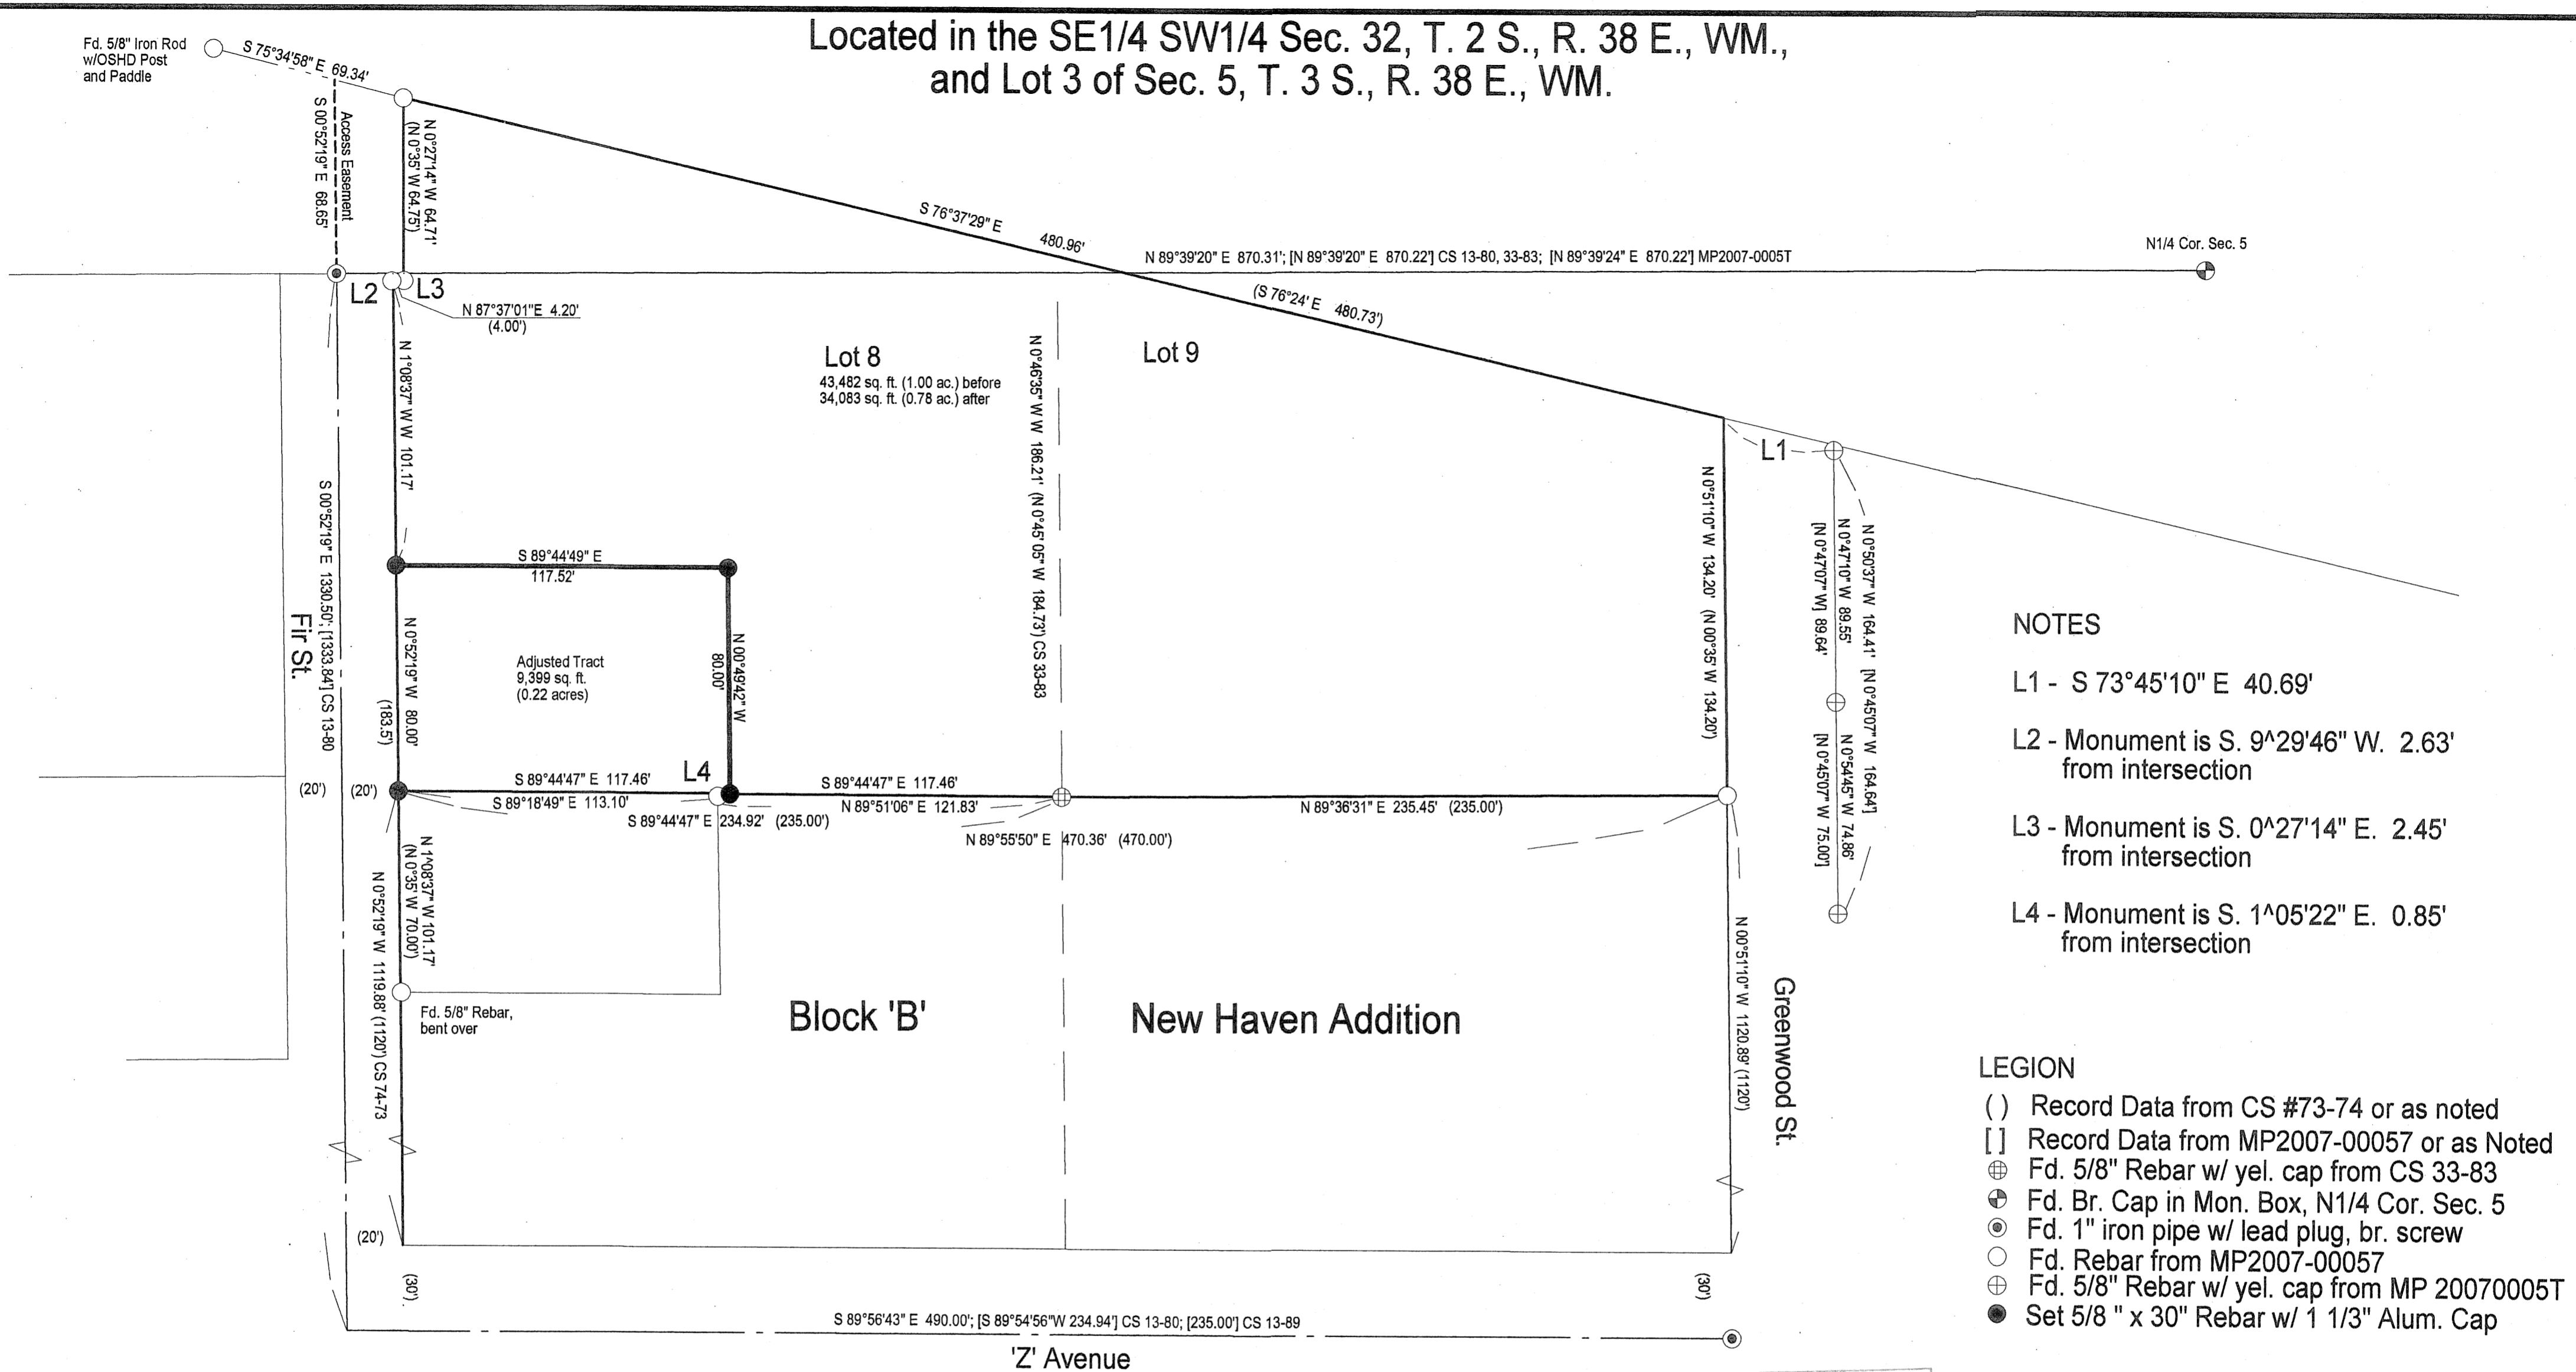 Located in the SE1/4 SW1/4 Sec. 32, T. 2 S., R. 38 E., WM.,
and Lot 3 of Sec. 5, T. 3 S., R. 38 E., WM.
Fd. 5/8" Iron Rod
w/OSHD Post
and Paddle
S 75°34'58" E 69.34'
Access Easement
S 00°52'19" E 68.65'
N 0°27'14" W 64.71'
(N 0°35' W 64.75')
S 76°37'29" E 480.96'
N 89°39'20" E 870.31'; [N 89°39'20" E 870.22'] CS 13-80, 33-83; [N 89°39'24" E 870.22'] MP2007-0005T
N1/4 Cor. Sec. 5
L2
L3
N 87°37'01"E 4.20'
(4.00')
(S 76°24' E 480.73')
N 1°08'37" W W 101.17'
Lot 8
43,482 sq. ft. (1.00 ac.) before
34,083 sq. ft. (0.78 ac.) after
N 0°46'35" W W 186.21' (N 0°45' 05" W 184.73') CS 33-83
Lot 9
L1
N 0°51'10" W 134.20' (N 00°35' W 134.20')
N 0°50'37" W 164.41' [N 0°45'07" W 164.64']
N 0°47'10" W 89.55'
[N 0°47'07" W] 89.64'
N 0°54'45" W 74.86'
[N 0°45'07" W 75.00']
S 00°52'19" E 1330.50'; [1333.84'] CS 13-80
Fir St.
S 89°44'49" E
117.52'
N 0°52'19" W 80.00'
(183.5')
Adjusted Tract
9,399 sq. ft.
(0.22 acres)
N 00°49'42" W
80.00'
(20')
(20')
S 89°44'47" E 117.46'
L4
S 89°44'47" E 117.46'
S 89°18'49" E 113.10'
N 89°51'06" E 121.83'
N 89°36'31" E 235.45' (235.00')
S 89°44'47" E 234.92' (235.00')
N 89°55'50" E 470.36' (470.00')
N 1^08'37" W 101.17'
(N 0°35' W 70.00')
N 0°52'19" W 1119.88' (1120') CS 74-73
Fd. 5/8" Rebar,
bent over
Block 'B'
New Haven Addition
N 00°51'10" W 1120.89' (1120')
Greenwood St.
(20')
(30').
(30')
S 89°56'43" E 490.00'; [S 89°54'56"W 234.94'] CS 13-80; [235.00'] CS 13-89
'Z' Avenue
NOTES
L1 - S 73°45'10" E 40.69'
L2 - Monument is S. 9^29'46" W. 2.63'
from intersection
L3 - Monument is S. 0^27'14" E. 2.45'
from intersection
L4 - Monument is S. 1^05'22" E. 0.85'
from intersection
LEGION
( ) Record Data from CS #73-74 or as noted
[ ] Record Data from MP2007-00057 or as Noted
Fd. 5/8" Rebar w/ yel. cap from CS 33-83
Fd. Br. Cap in Mon. Box, N1/4 Cor. Sec. 5
Fd. 1" iron pipe w/ lead plug, br. screw
Fd. Rebar from MP2007-00057
Fd. 5/8" Rebar w/ yel. cap from MP 20070005T
Set 5/8 " x 30" Rebar w/ 1 1/3" Alum. Cap